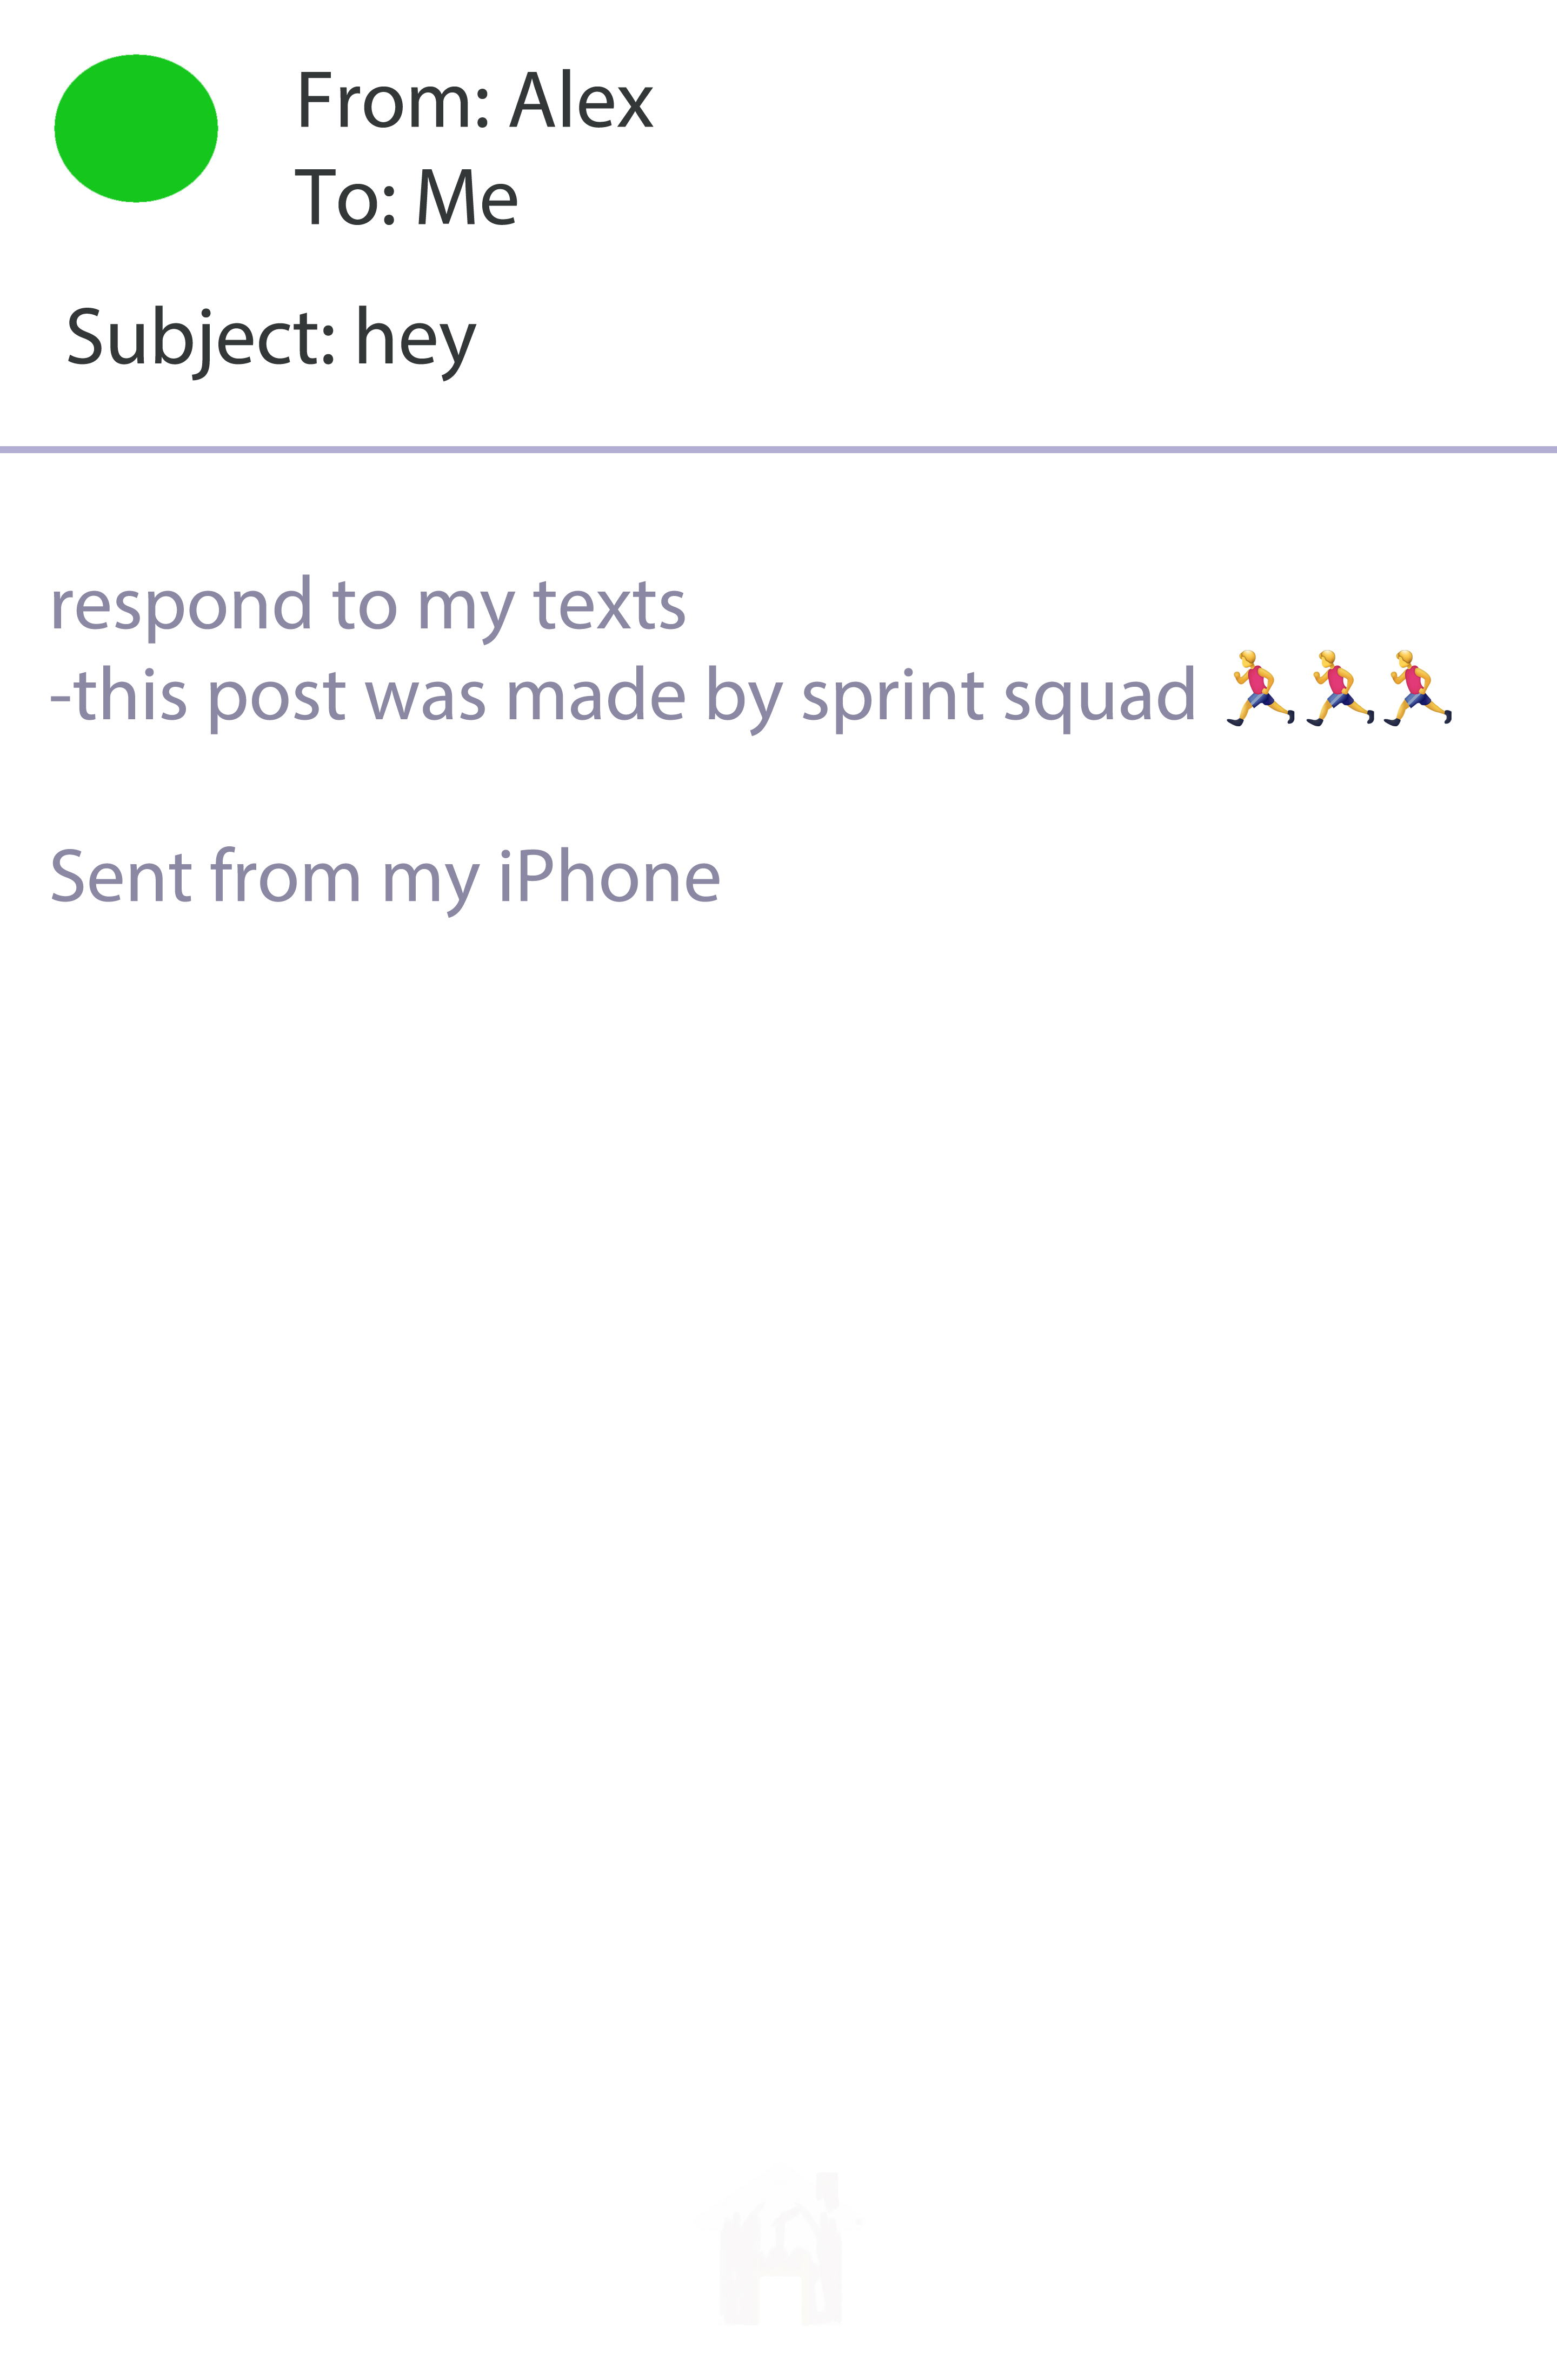 From: Alex
To: Me
Subject: hey
respond to my texts
-this post was made by sprint squad 🏃🏃🏃
Sent from my iPhone